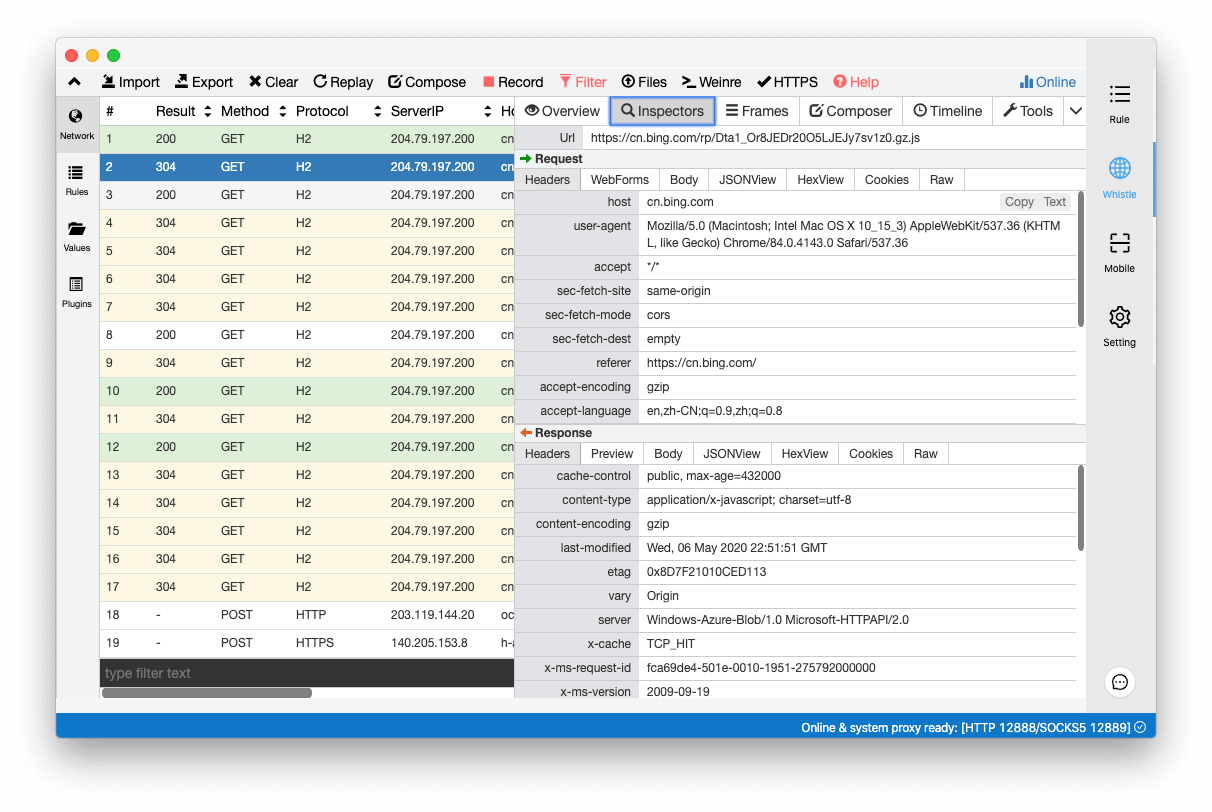 Import Export Clear Replay Compose Record Filter Files Weinre HTTPS Help Online
Network
Rules
Values
Plugins
# Result Method Protocol ServerIP Ho
1 200 GET H2 204.79.197.200 cn
2 304 GET H2 204.79.197.200 cn
3 200 GET H2 204.79.197.200 cn
4 304 GET H2 204.79.197.200 cn
5 304 GET H2 204.79.197.200 cn
6 304 GET H2 204.79.197.200 cn
7 304 GET H2 204.79.197.200 cn
8 200 GET H2 204.79.197.200 cn
9 304 GET H2 204.79.197.200 cn
10 200 GET H2 204.79.197.200 cn
11 304 GET H2 204.79.197.200 cn
12 200 GET H2 204.79.197.200 cn
13 304 GET H2 204.79.197.200 cn
14 304 GET H2 204.79.197.200 cn
15 304 GET H2 204.79.197.200 cn
16 304 GET H2 204.79.197.200 cn
17 304 GET H2 204.79.197.200 cn
18 - POST HTTP 203.119.144.20 oc
19 - POST HTTPS 140.205.153.8 h-a
type filter text
Overview Inspectors Frames Composer Timeline Tools
Url https://cn.bing.com/rp/Dta1_Or8JEDr20O5LJEJy7sv1z0.gz.js
Request
Headers WebForms Body JSONView HexView Cookies Raw
host cn.bing.com Copy Text
user-agent Mozilla/5.0 (Macintosh; Intel Mac OS X 10_15_3) AppleWebKit/537.36 (KHTM
L, like Gecko) Chrome/84.0.4143.0 Safari/537.36
accept */*
sec-fetch-site same-origin
sec-fetch-mode cors
sec-fetch-dest empty
referer https://cn.bing.com/
accept-encoding gzip
accept-language en,zh-CN;q=0.9,zh;q=0.8
Response
Headers Preview Body JSONView HexView Cookies Raw
cache-control public, max-age=432000
content-type application/x-javascript; charset=utf-8
content-encoding gzip
last-modified Wed, 06 May 2020 22:51:51 GMT
etag 0x8D7F21010CED113
vary Origin
server Windows-Azure-Blob/1.0 Microsoft-HTTPAPI/2.0
x-cache TCP_HIT
x-ms-request-id fca69de4-501e-0010-1951-275792000000
x-ms-version 2009-09-19
Rule
Whistle
Mobile
Setting
Online & system proxy ready: [HTTP 12888/SOCKS5 12889]